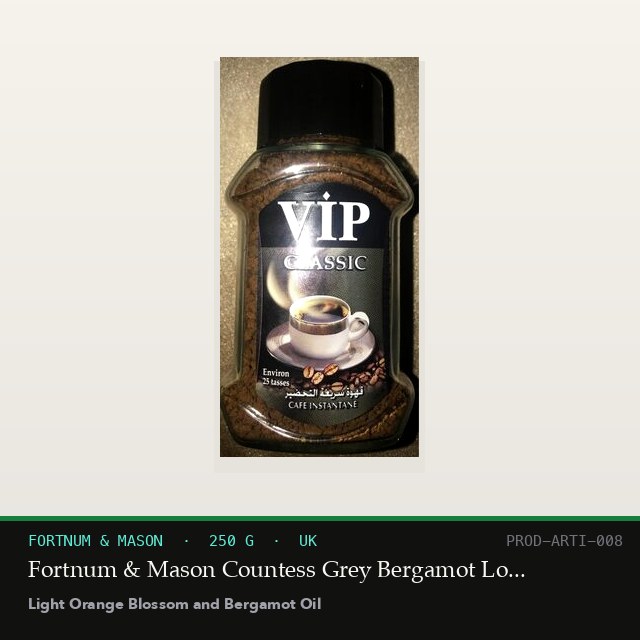 VİP
CLASSIC
Environ
25 tasses
قهوة سريعة التحضير
CAFE INSTANTANÉ
FORTNUM & MASON · 250 G · UK
PROD–ARTI–008
Fortnum & Mason Countess Grey Bergamot Lo...
Light Orange Blossom and Bergamot Oil